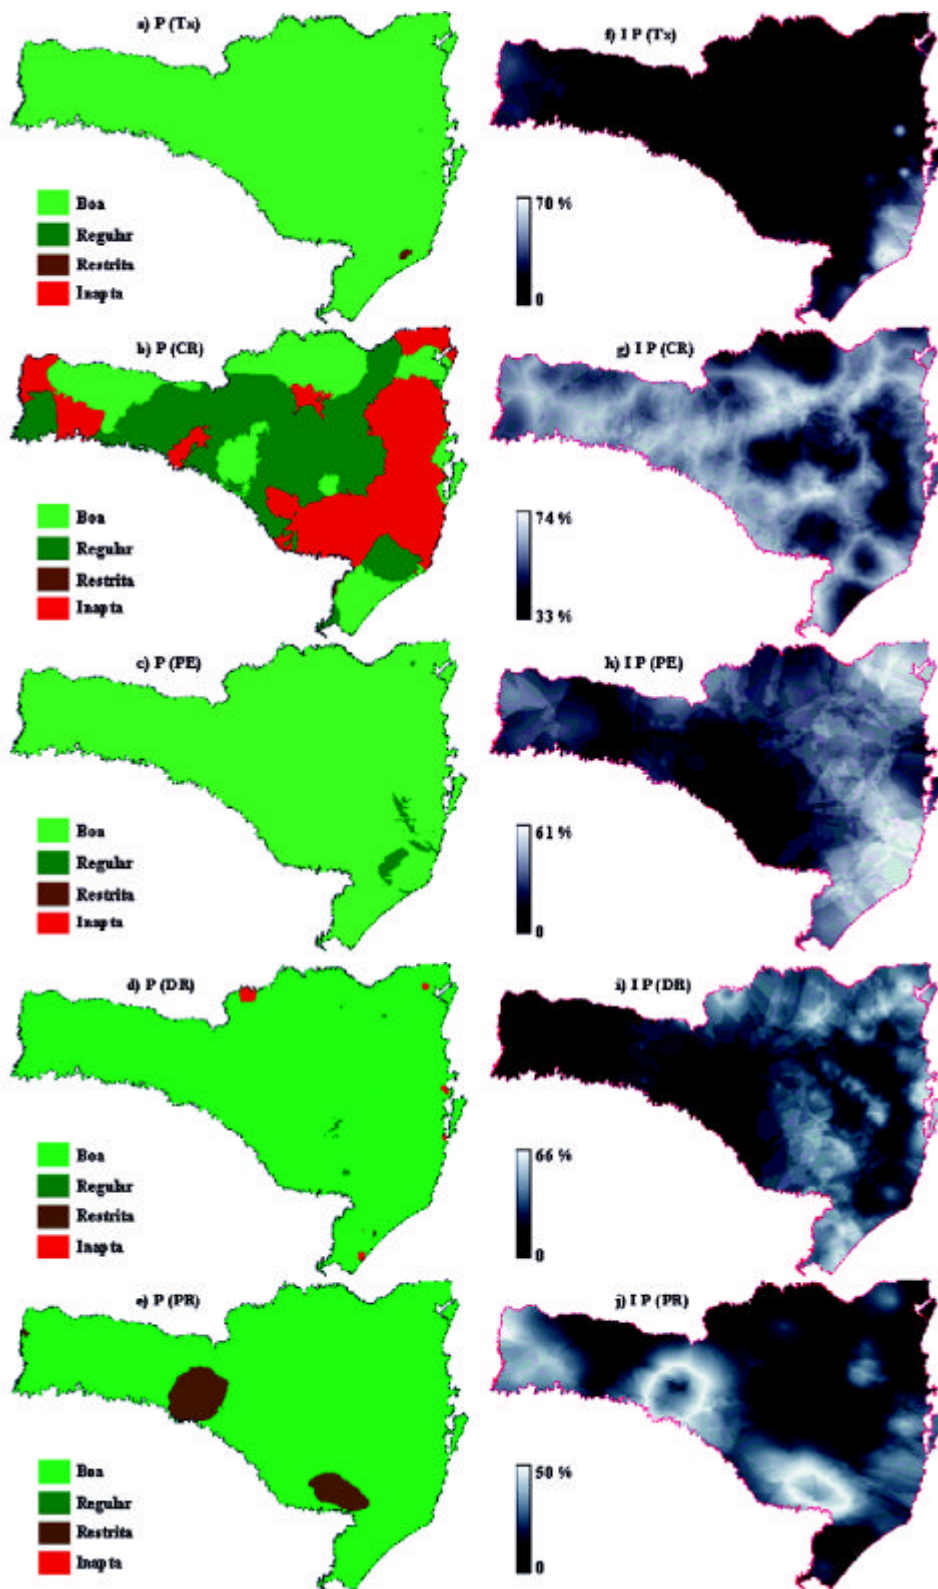 a) P (Tx)
Boa
Regular
Restrita
Inapta
f) I P (Tx)
70 %
0
b) P (CR)
Boa
Regular
Restrita
Inapta
g) I P (CR)
74 %
33 %
c) P (PE)
Boa
Regular
Restrita
Inapta
h) I P (PE)
61 %
0
d) P (DR)
Boa
Regular
Restrita
Inapta
i) I P (DR)
66 %
0
e) P (PR)
Boa
Regular
Restrita
Inapta
j) I P (PR)
50 %
0